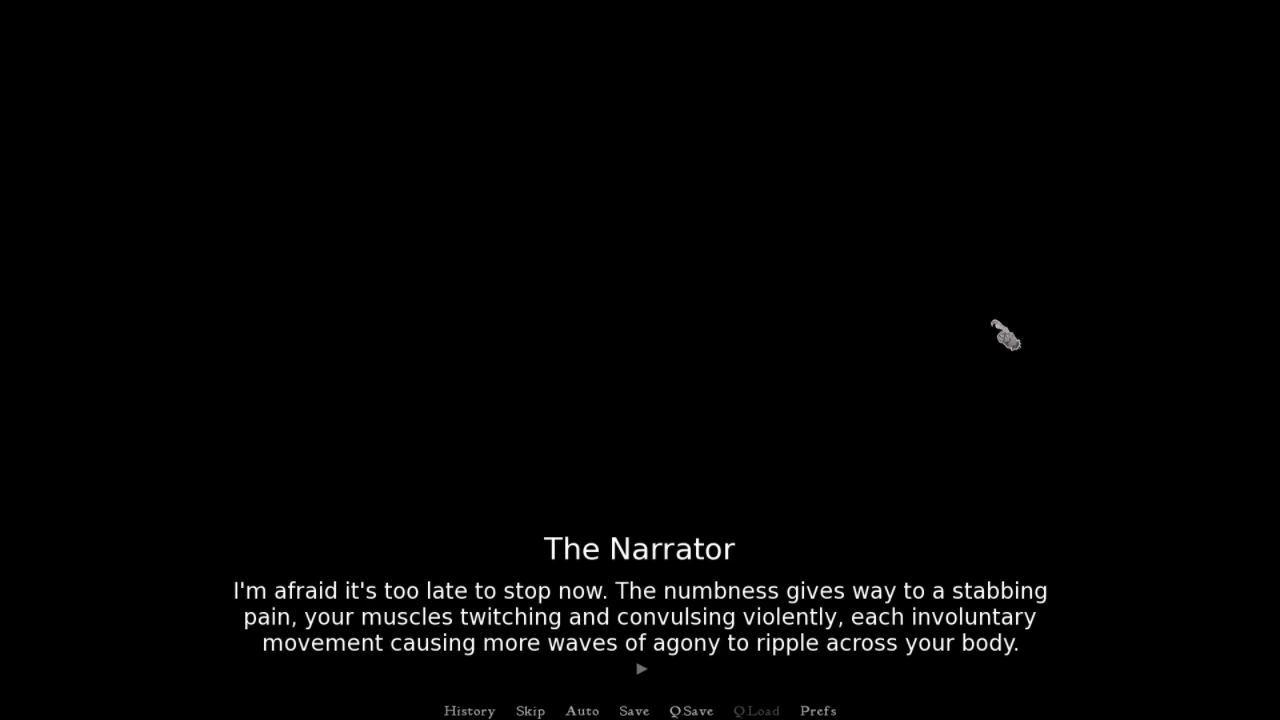 The Narrator
I'm afraid it's too late to stop now. The numbness gives way to a stabbing
pain, your muscles twitching and convulsing violently, each involuntary
movement causing more waves of agony to ripple across your body.
History Skip Auto Save QSave QLoad Prefs